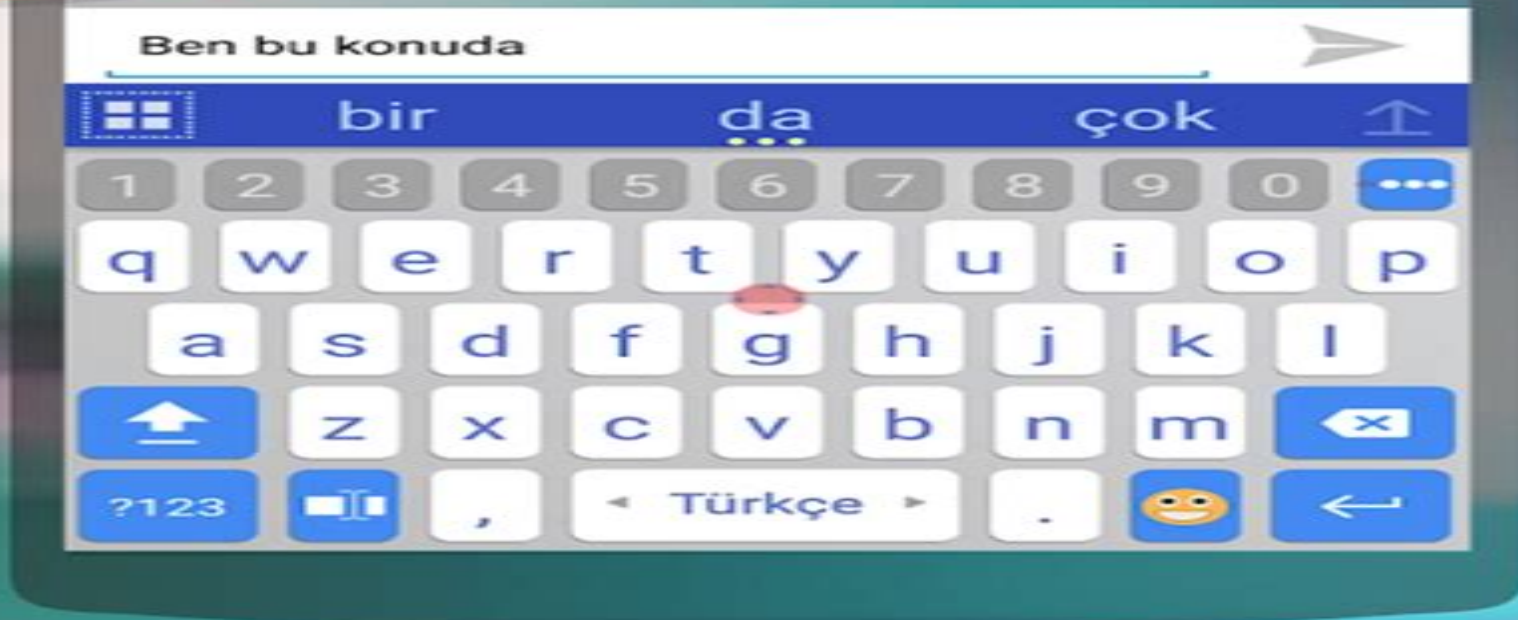 Ben bu konuda
bir da çok
1 2 3 4 5 6 7 8 9 0
q w e r t y u i o p
a s d f g h j k l
z x c v b n m
?123 , Türkçe .